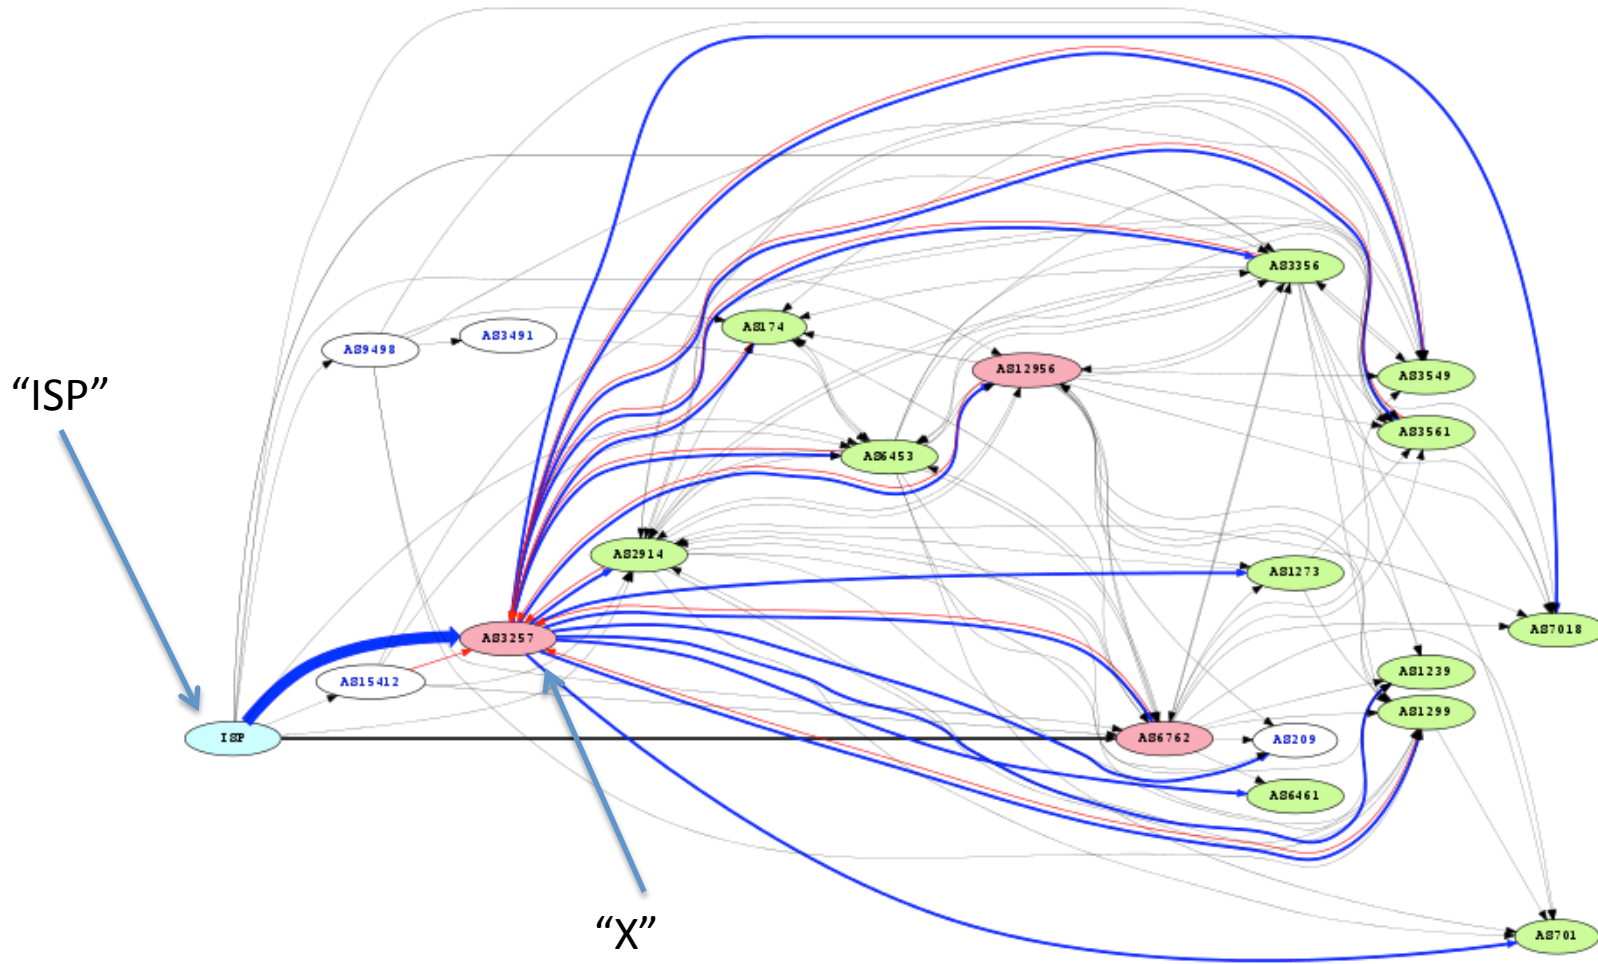 AS3356
AS174
AS9498
AS3491
AS12956
AS3549
"ISP"
AS3561
AS6453
AS2914
AS1273
AS3257
AS7018
AS15412
AS1239
AS1299
ISP
AS6762
AS209
AS6461
"X"
AS701